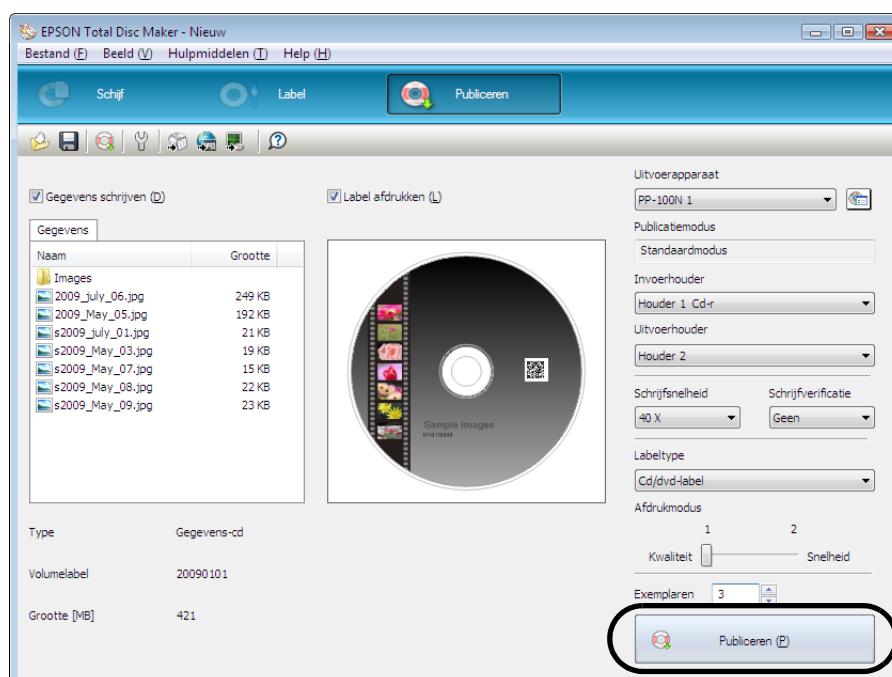 EPSON Total Disc Maker - Nieuw
Bestand (F) Beeld (V) Hulpmiddelen (T) Help (H)
Schijf Label Publiceren
Gegevens schrijven (D)
Gegevens
Naam Grootte
Images
2009_july_06.jpg 249 KB
2009_May_05.jpg 192 KB
s2009_july_01.jpg 21 KB
s2009_May_03.jpg 19 KB
s2009_May_07.jpg 15 KB
s2009_May_08.jpg 22 KB
s2009_May_09.jpg 23 KB
Type Gegevens-cd
Volumelabel 20090101
Grootte [MB] 421
Label afdrukken (L)
Sample Images
01/01/2009
Uitvoerapparaat
PP-100N 1
Publicatiemodus
Standaardmodus
Invoerhouder
Houder 1 Cd-r
Uitvoerhouder
Houder 2
Schrijfsnelheid Schrijfverificatie
40 X Geen
Labeltype
Cd/dvd-label
Afdrukmodus
1 2
Kwaliteit Snelheid
Exemplaren 3
Publiceren (P)